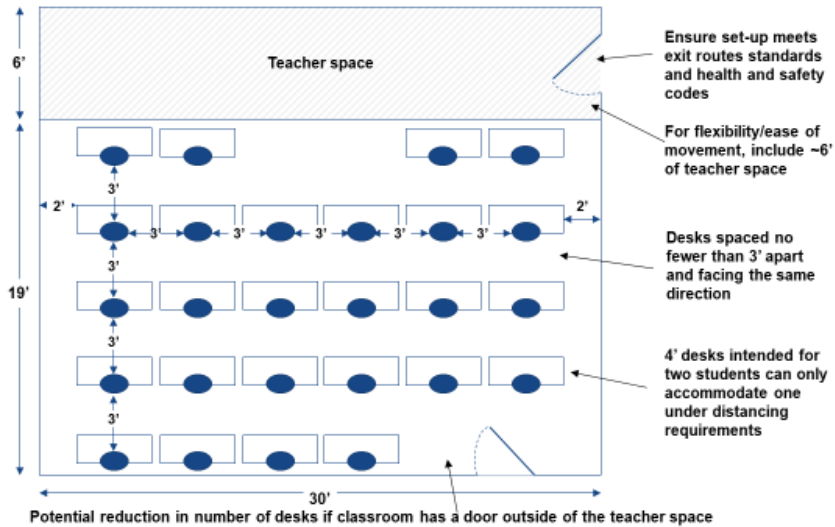 6’
Teacher space
Ensure set-up meets
exit routes standards
and health and safety
codes
For flexibility/ease of
movement, include ~6’
of teacher space
3’
2’
3’
3’
3’
3’
3’
2’
Desks spaced no
fewer than 3’ apart
and facing the same
direction
3’
19’
3’
4’ desks intended for
two students can only
accommodate one
under distancing
requirements
3’
30’
Potential reduction in number of desks if classroom has a door outside of the teacher space